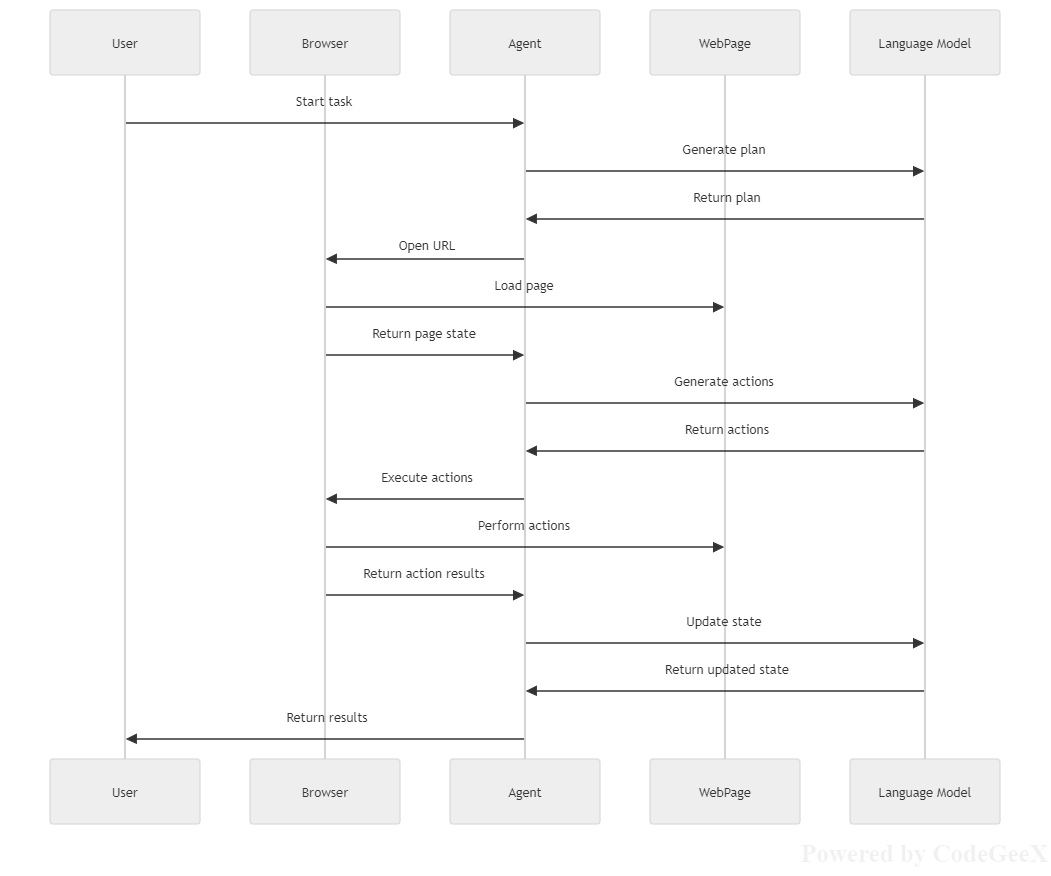 User
Browser
Agent
WebPage
Language Model
Start task
Generate plan
Return plan
Open URL
Load page
Return page state
Generate actions
Return actions
Execute actions
Perform actions
Return action results
Update state
Return updated state
Return results
User
Browser
Agent
WebPage
Language Model
Powered by CodeGeeX